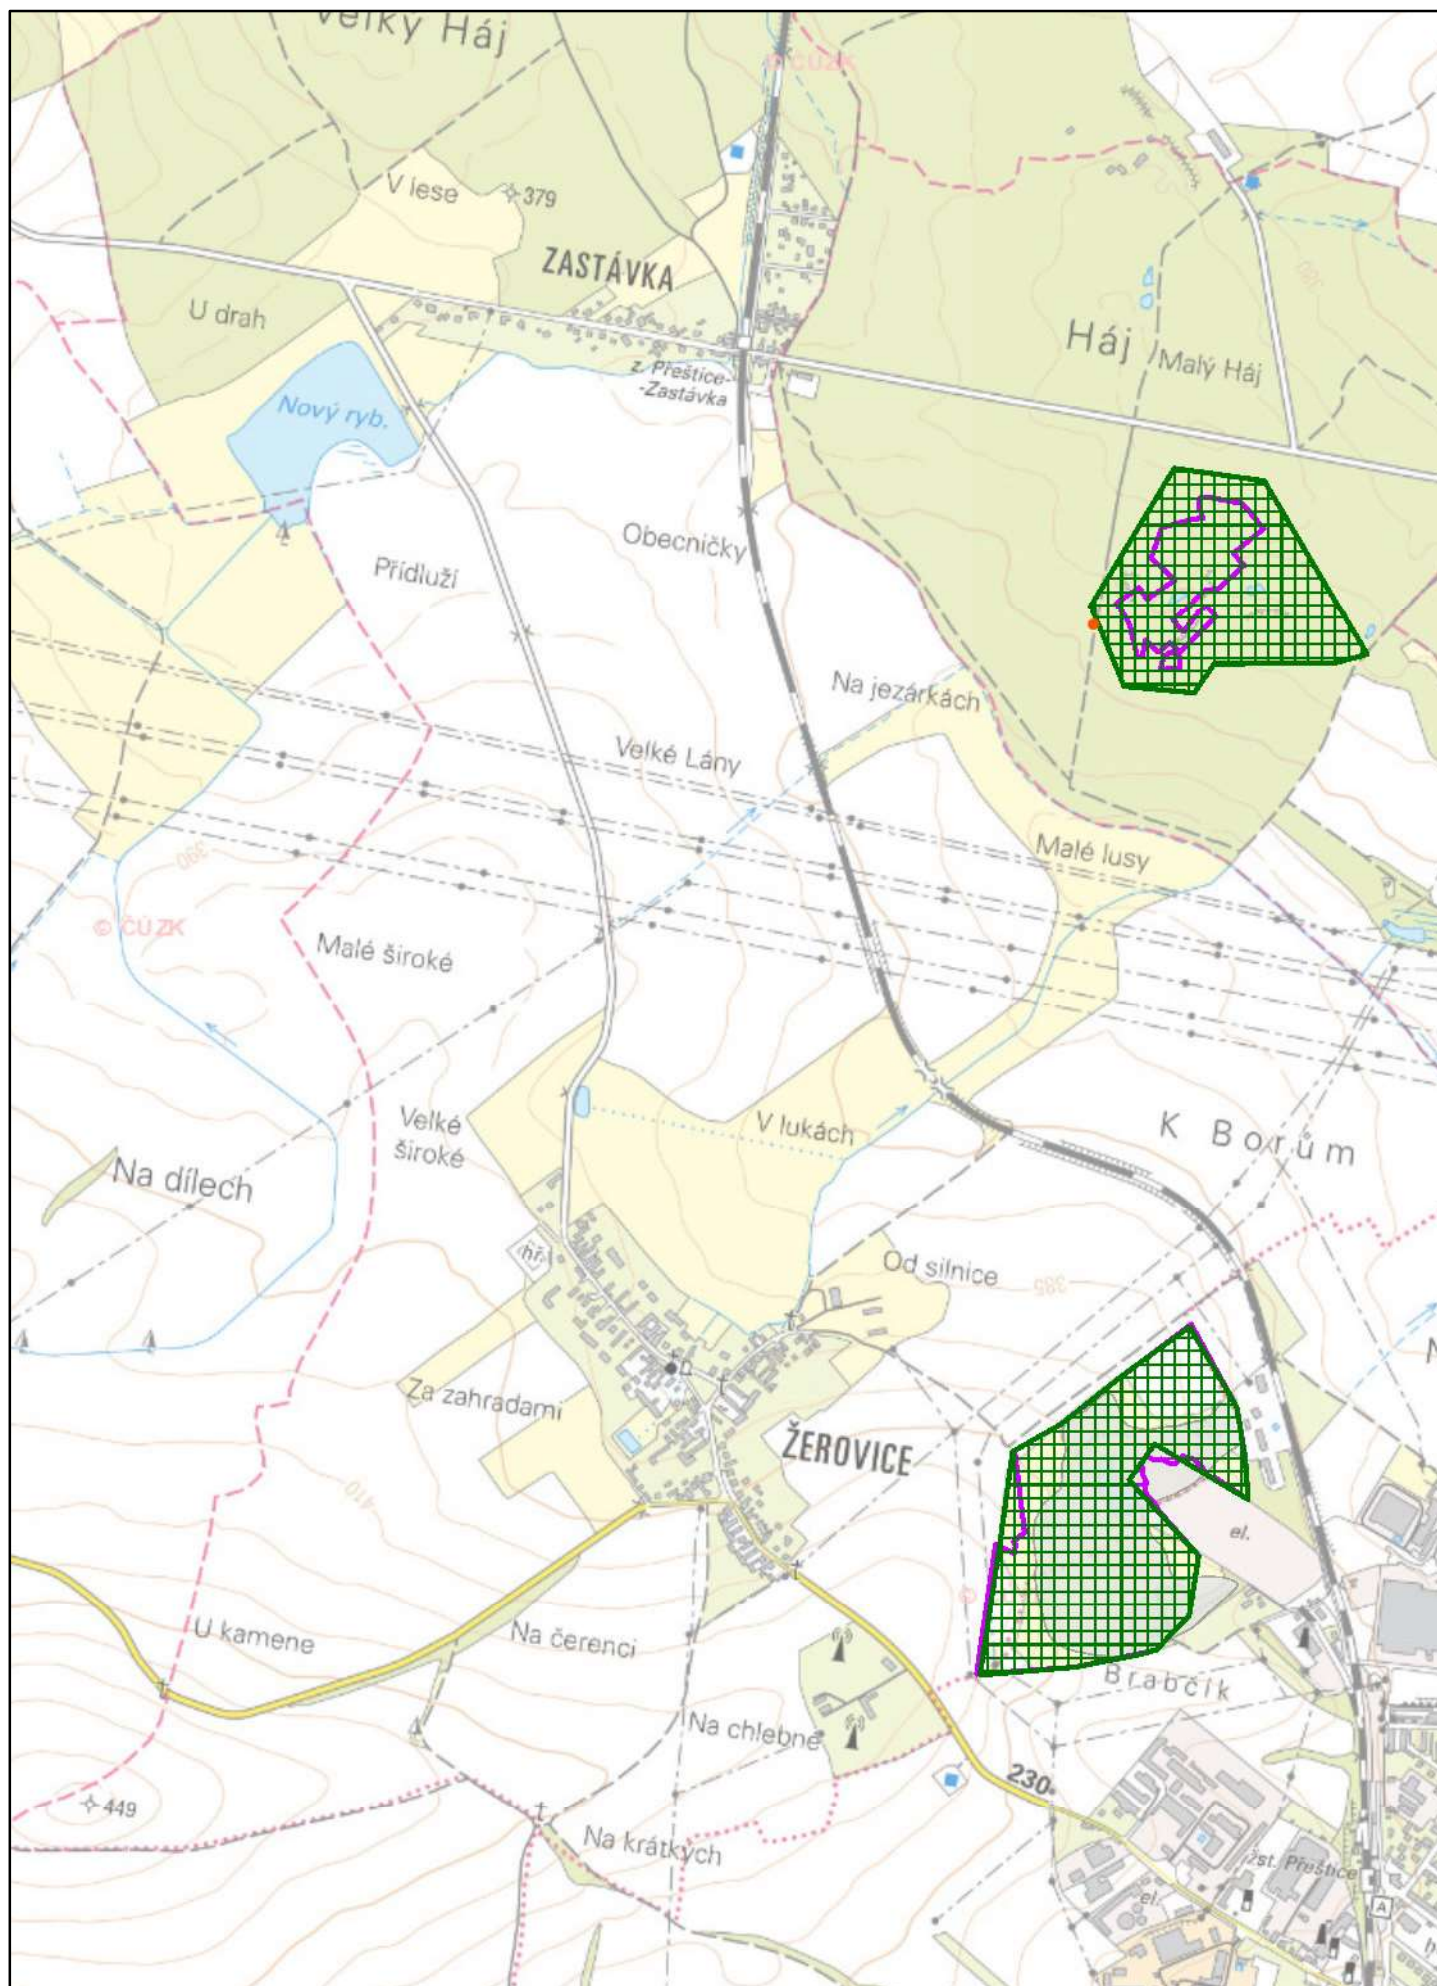 Velký Háj
© ČÚZK
V lese
379
ZASTÁVKA
380
U drah
Háj
Malý Háj
z. Přeštice-
-Zastávka
Nový ryb.
Obecničky
Přídluží
Na jezárkách
Velké Lány
Malé lusy
390
© ČÚZK
Malé široké
Velké
široké
V lukách
K Borům
Na dílech
hř.
Od silnice
385
Za zahradami
ŽEROVICE
410
el.
U kamene
Na čerenci
Brabčík
Na chlebné
230
449
Na krátkých
žst. Přeštice
el.
A